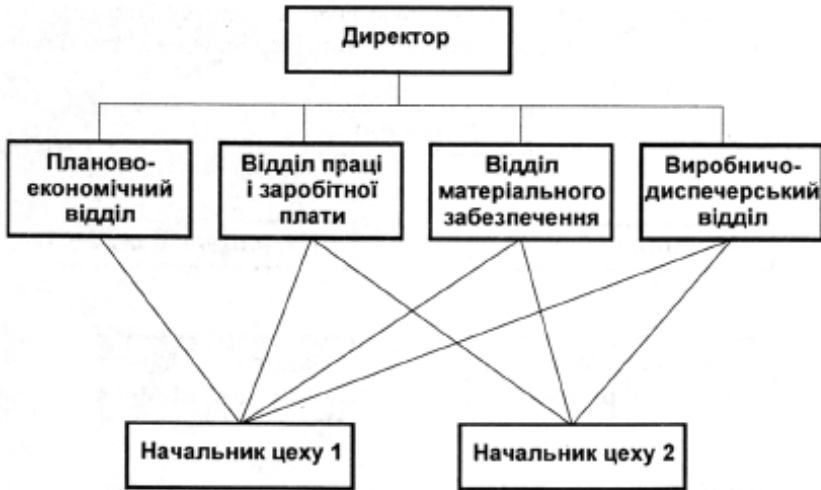 Директор
Планово-
економічний
відділ
Відділ праці
і заробітної
плати
Відділ
матеріального
забезпечення
Виробничо-
диспечерський
відділ
Начальник цеху 1
Начальник цеху 2